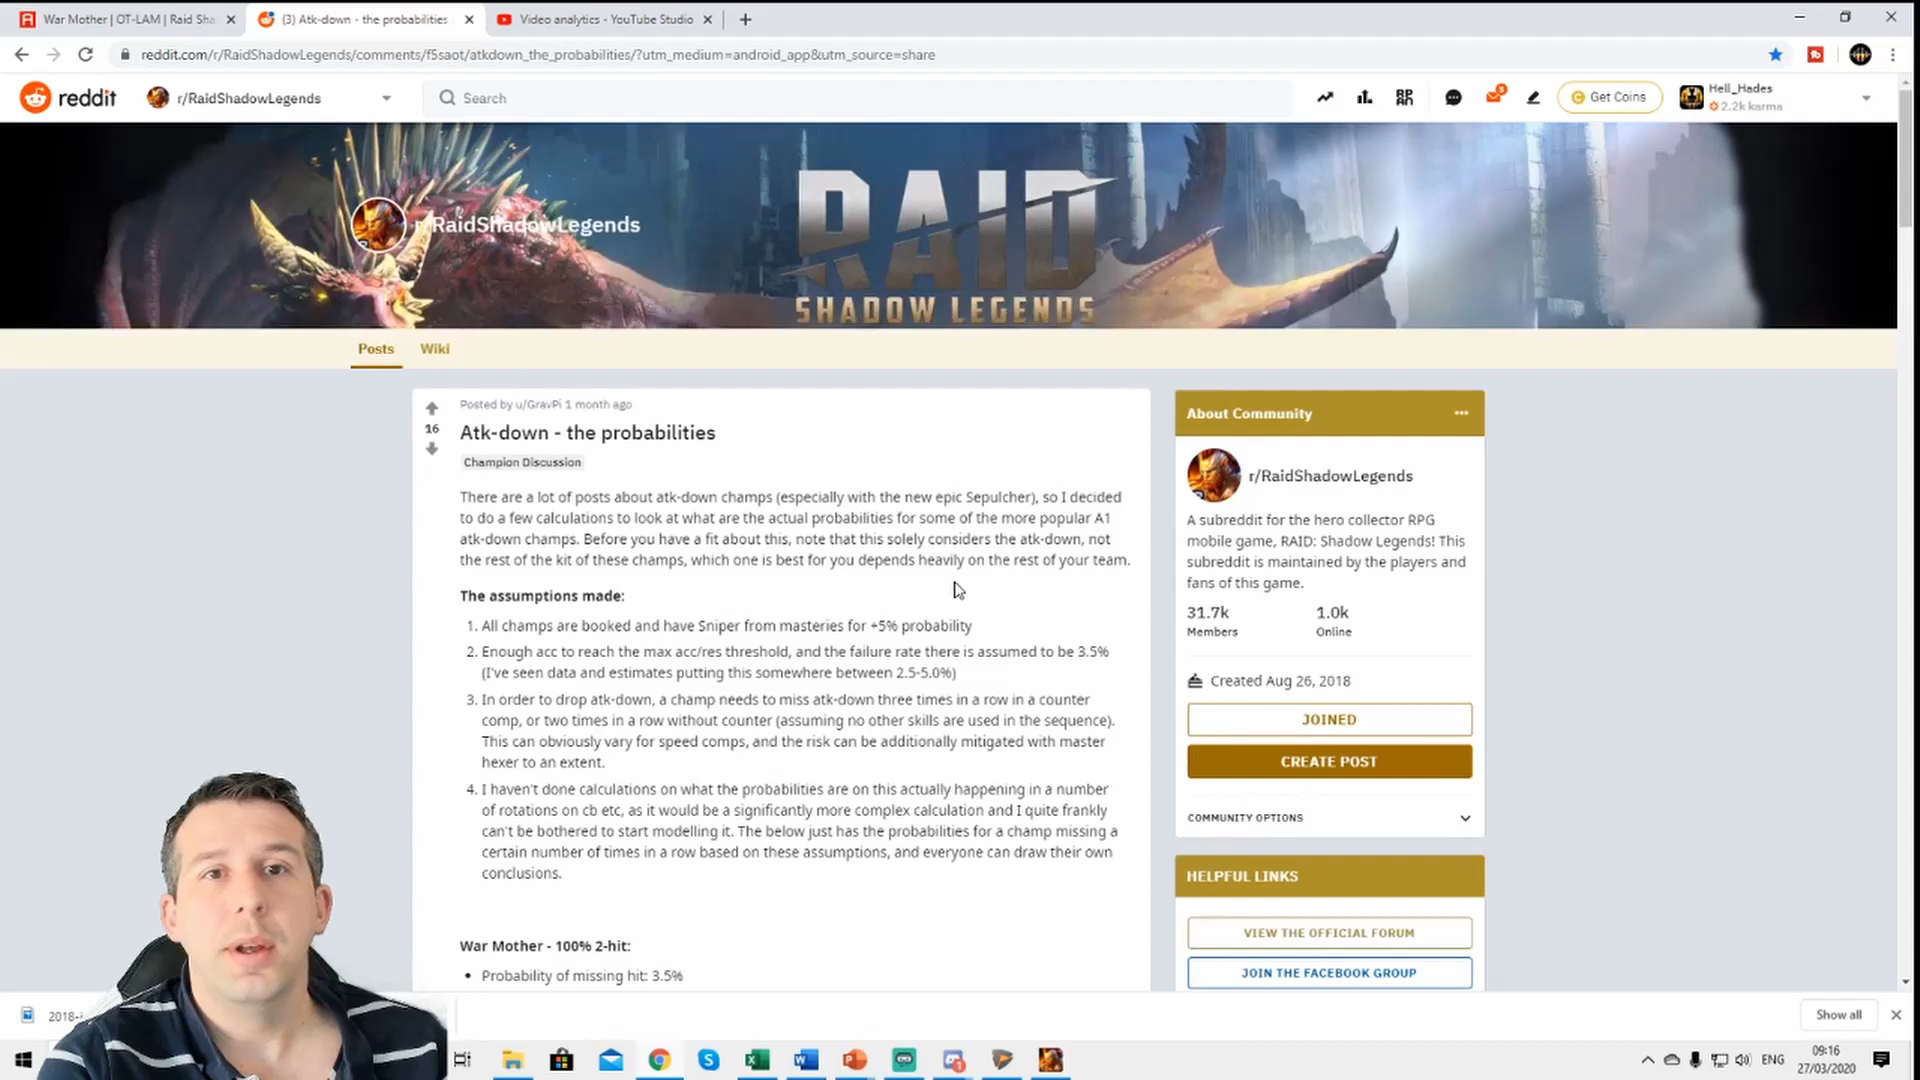 War Mother | OT-LAM | Raid Sha
(3) Atk-down - the probabilities
Video analytics - YouTube Studio
reddit.com/r/RaidShadowLegends/comments/f5saot/atkdown_the_probabilities/?utm_medium=android_app&utm_source=share
reddit
r/RaidShadowLegends
Search
3
Get Coins
Hell_Hades
2.2k karma
RAID
SHADOW LEGENDS
r/RaidShadowLegends
Posts
Wiki
Posted by u/GravPi 1 month ago
16
Atk-down - the probabilities
Champion Discussion
There are a lot of posts about atk-down champs (especially with the new epic Sepulcher), so I decided
to do a few calculations to look at what are the actual probabilities for some of the more popular A1
atk-down champs. Before you have a fit about this, note that this solely considers the atk-down, not
the rest of the kit of these champs, which one is best for you depends heavily on the rest of your team.
The assumptions made:
1. All champs are booked and have Sniper from masteries for +5% probability
2. Enough acc to reach the max acc/res threshold, and the failure rate there is assumed to be 3.5%
(I've seen data and estimates putting this somewhere between 2.5-5.0%)
3. In order to drop atk-down, a champ needs to miss atk-down three times in a row in a counter
comp, or two times in a row without counter (assuming no other skills are used in the sequence).
This can obviously vary for speed comps, and the risk can be additionally mitigated with master
hexer to an extent.
4. I haven't done calculations on what the probabilities are on this actually happening in a number
of rotations on cb etc, as it would be a significantly more complex calculation and I quite frankly
can't be bothered to start modelling it. The below just has the probabilities for a champ missing a
certain number of times in a row based on these assumptions, and everyone can draw their own
conclusions.
War Mother - 100% 2-hit:
• Probability of missing hit: 3.5%
About Community
r/RaidShadowLegends
A subreddit for the hero collector RPG
mobile game, RAID: Shadow Legends! This
subreddit is maintained by the players and
fans of this game.
31.7k
1.0k
Members
Online
Created Aug 26, 2018
JOINED
CREATE POST
COMMUNITY OPTIONS
HELPFUL LINKS
VIEW THE OFFICIAL FORUM
JOIN THE FACEBOOK GROUP
2018-
Show all
ENG
09:16
27/03/2020